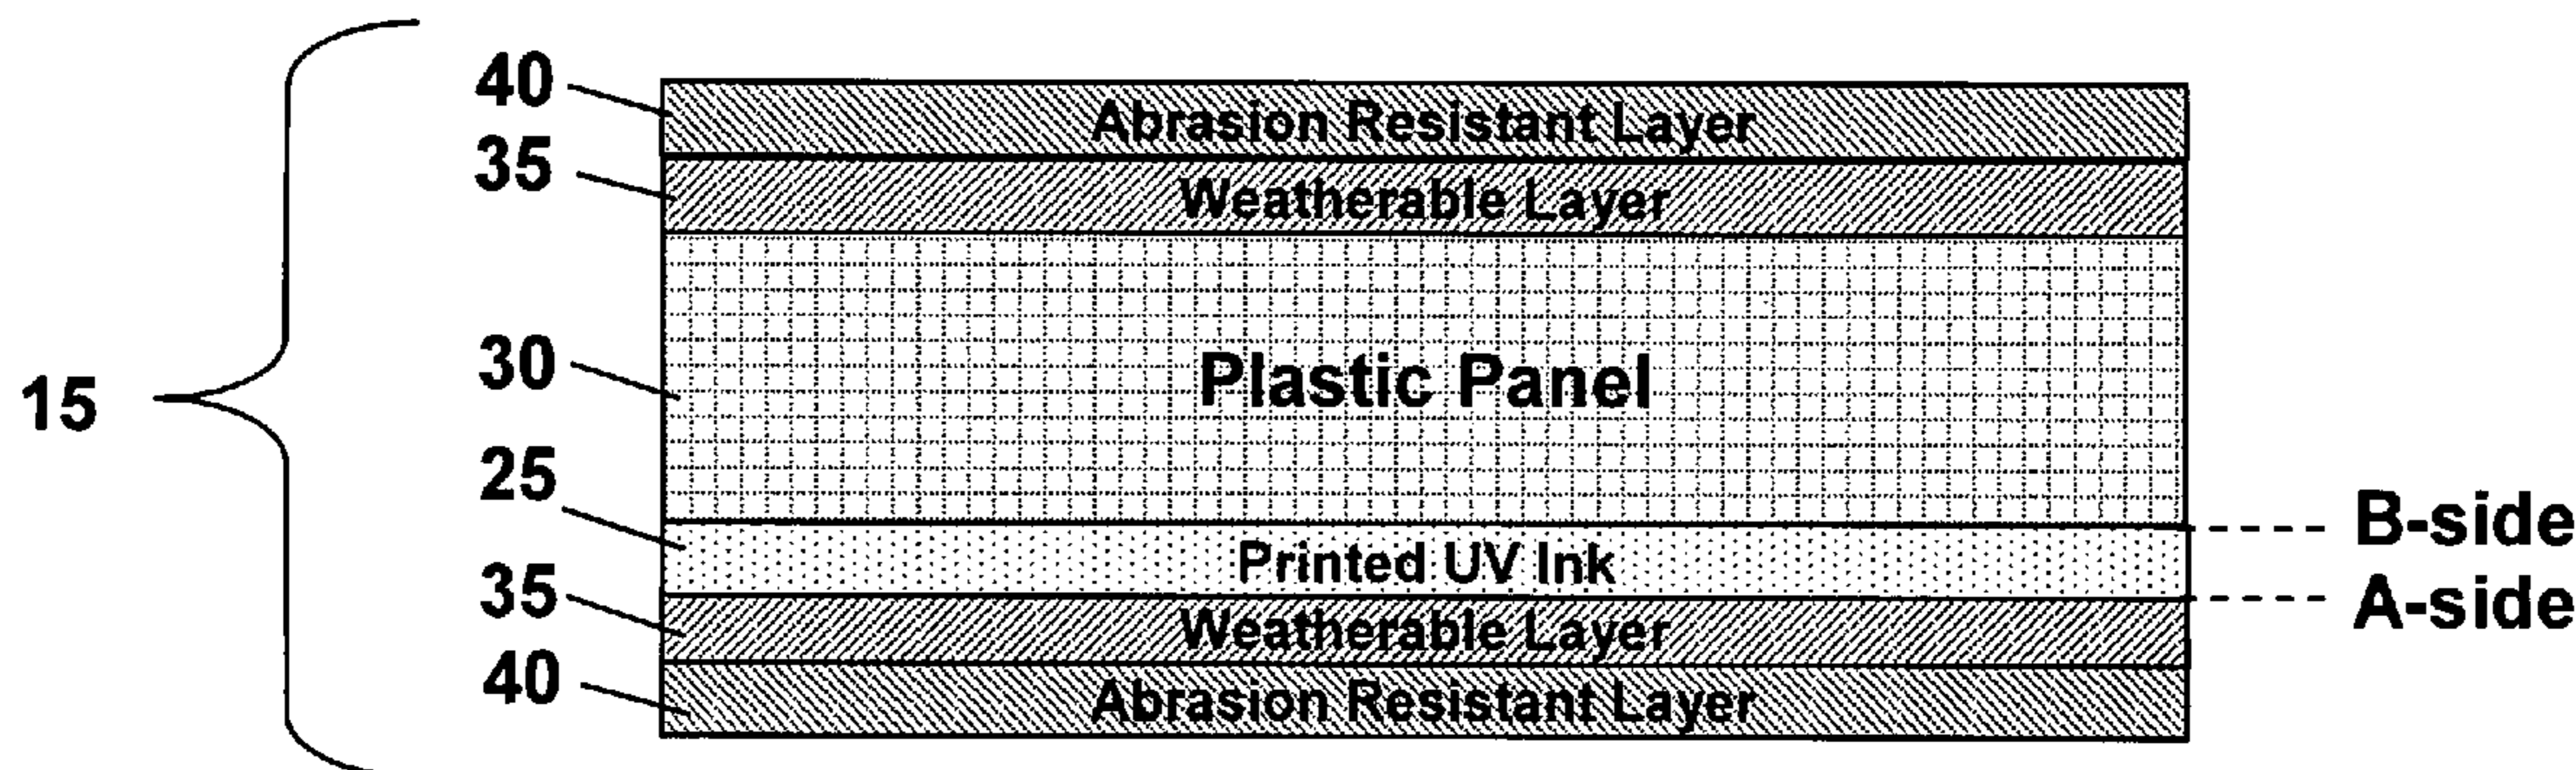 40
Abrasion Resistant Layer
35
Weatherable Layer
15
30
Plastic Panel
25
B-side
Printed UV Ink
35
A-side
Weatherable Layer
40
Abrasion Resistant Layer